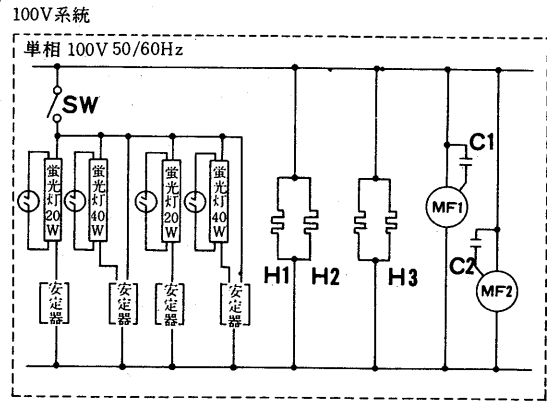 100V系統
単相 100V 50/60Hz
SW
蛍光灯20W
蛍光灯40W
蛍光灯20W
蛍光灯40W
安定器
安定器
安定器
安定器
H1
H2
H3
C1
MF1
C2
MF2